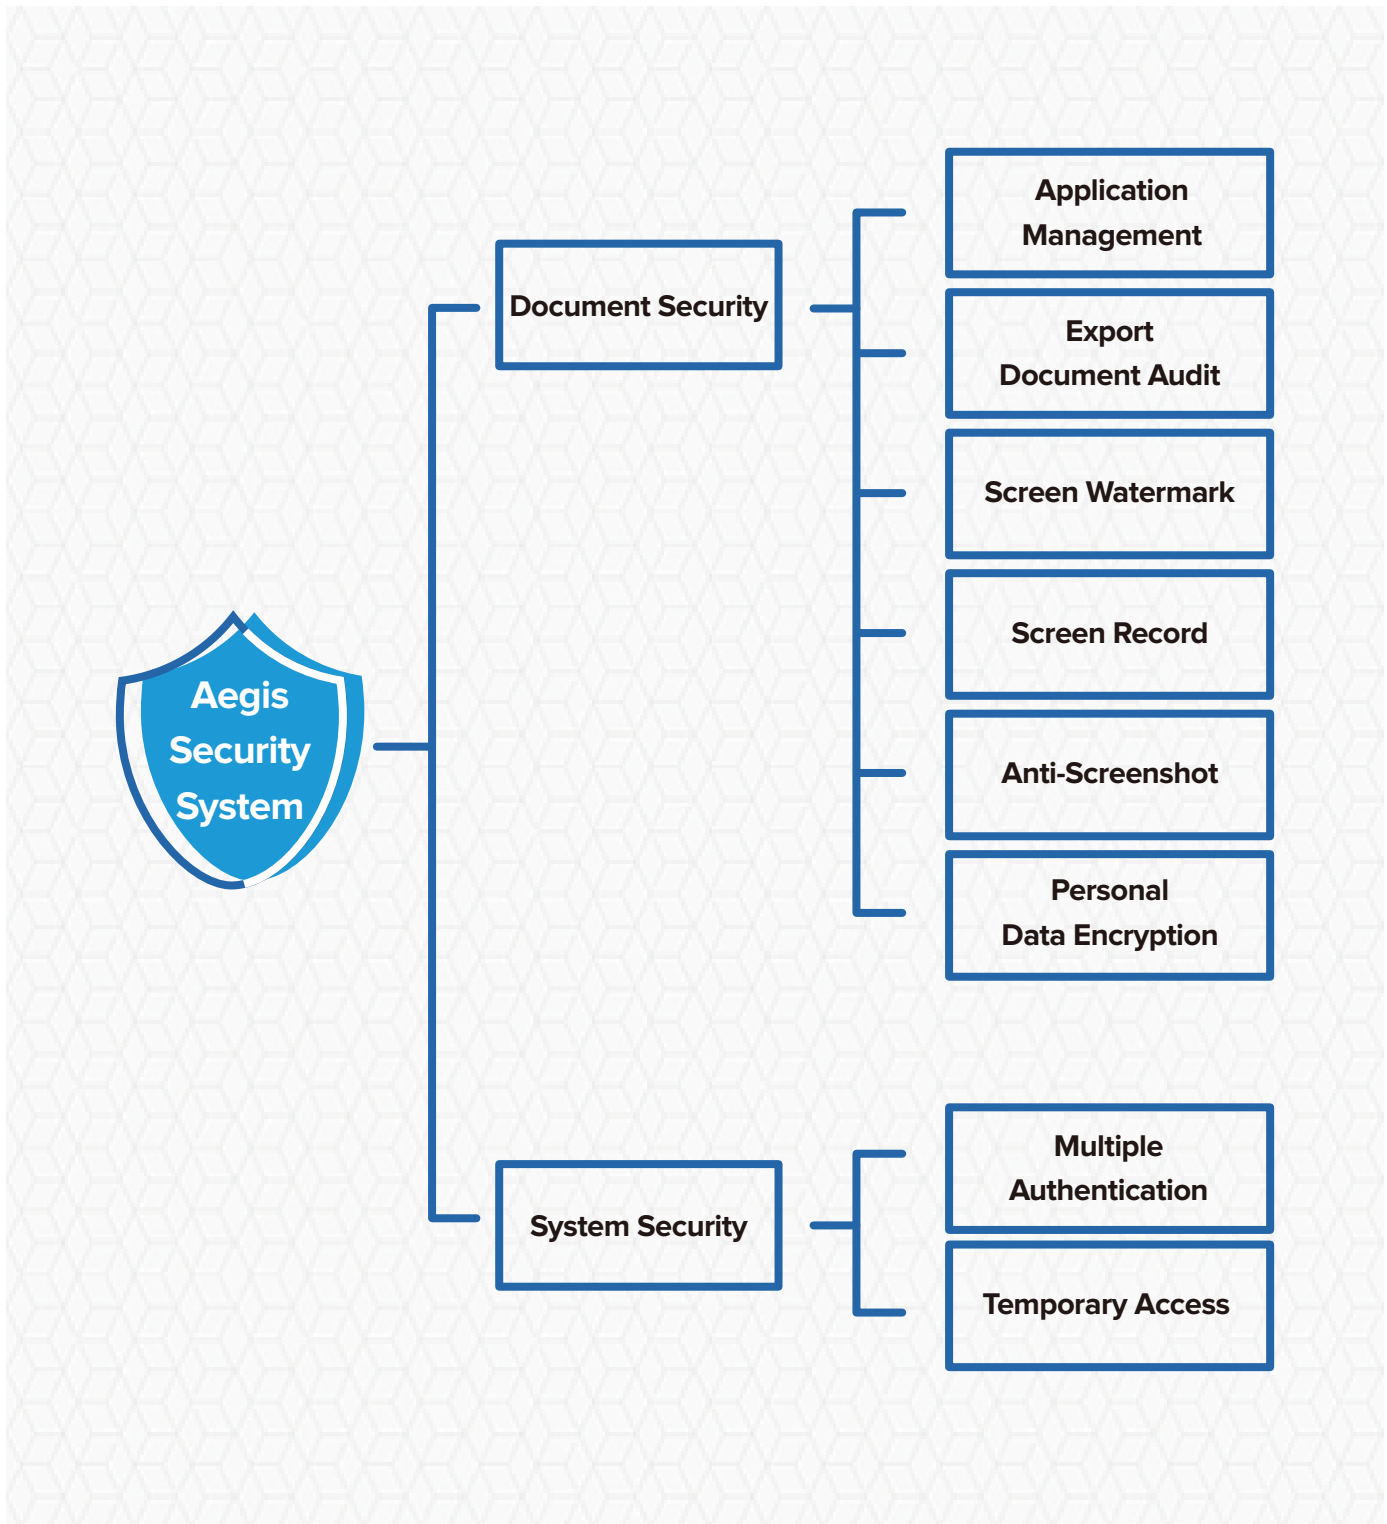 Aegis
Security
System
Document Security
Application
Management
Export
Document Audit
Screen Watermark
Screen Record
Anti-Screenshot
Personal
Data Encryption
System Security
Multiple
Authentication
Temporary Access